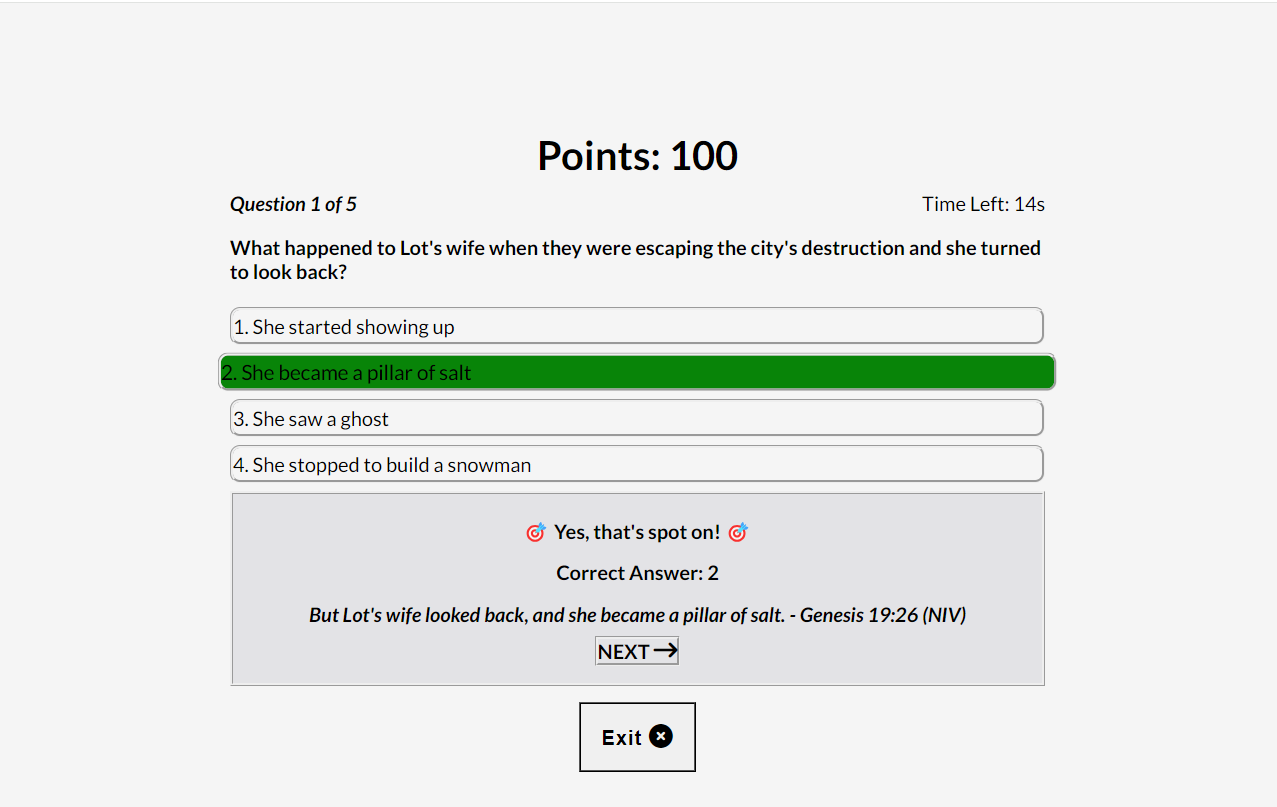 Points: 100
Question 1 of 5
Time Left: 14s
What happened to Lot's wife when they were escaping the city's destruction and she turned
to look back?
1. She started showing up
2. She became a pillar of salt
3. She saw a ghost
4. She stopped to build a snowman
🎯 Yes, that's spot on! 🎯
Correct Answer: 2
But Lot's wife looked back, and she became a pillar of salt. - Genesis 19:26 (NIV)
NEXT→
Exit